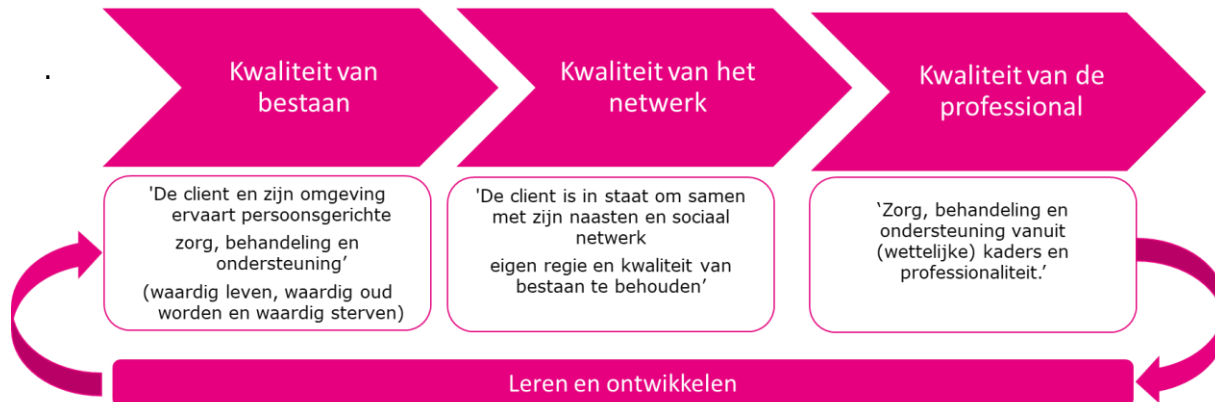 .
Kwaliteit van
bestaan
Kwaliteit van het
netwerk
Kwaliteit van de
professional
'De client en zijn omgeving
ervaart persoonsgerichte
zorg, behandeling en
ondersteuning’
(waardig leven, waardig oud
worden en waardig sterven)
'De client is in staat om samen
met zijn naasten en sociaal
netwerk
eigen regie en kwaliteit van
bestaan te behouden’
‘Zorg, behandeling en
ondersteuning vanuit
(wettelijke) kaders en
professionaliteit.’
Leren en ontwikkelen